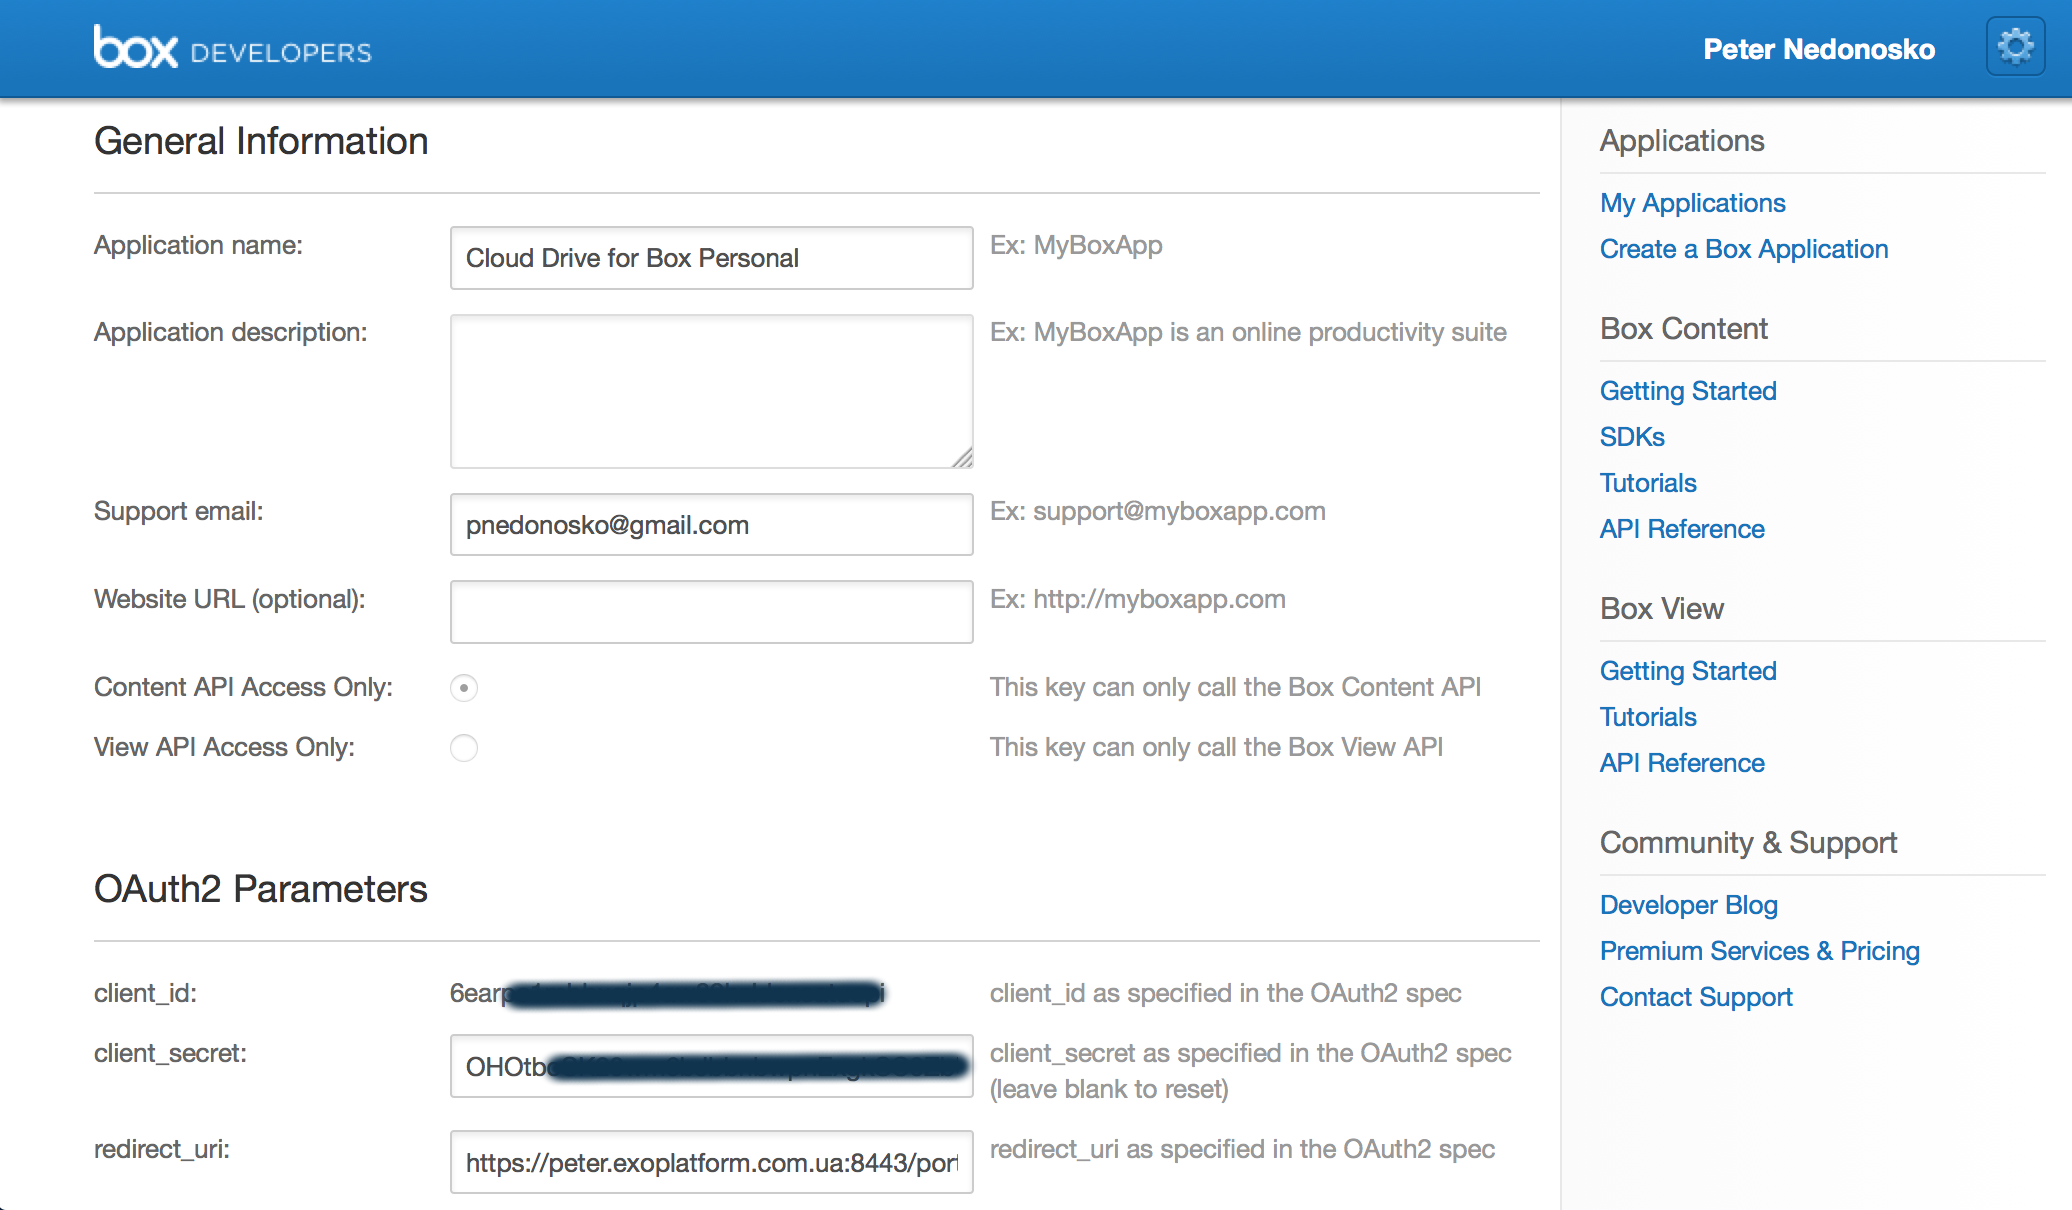 box DEVELOPERS
Peter Nedonosko
General Information
Application name:
Cloud Drive for Box Personal
Ex: MyBoxApp
Application description:
Ex: MyBoxApp is an online productivity suite
Support email:
pnedonosko@gmail.com
Ex: support@myboxapp.com
Website URL (optional):
Ex: http://myboxapp.com
Content API Access Only:
This key can only call the Box Content API
View API Access Only:
This key can only call the Box View API
OAuth2 Parameters
client_id:
client_id as specified in the OAuth2 spec
client_secret:
client_secret as specified in the OAuth2 spec
(leave blank to reset)
redirect_uri:
https://peter.exoplatform.com.ua:8443/port
redirect_uri as specified in the OAuth2 spec
Applications
My Applications
Create a Box Application
Box Content
Getting Started
SDKs
Tutorials
API Reference
Box View
Getting Started
Tutorials
API Reference
Community & Support
Developer Blog
Premium Services & Pricing
Contact Support